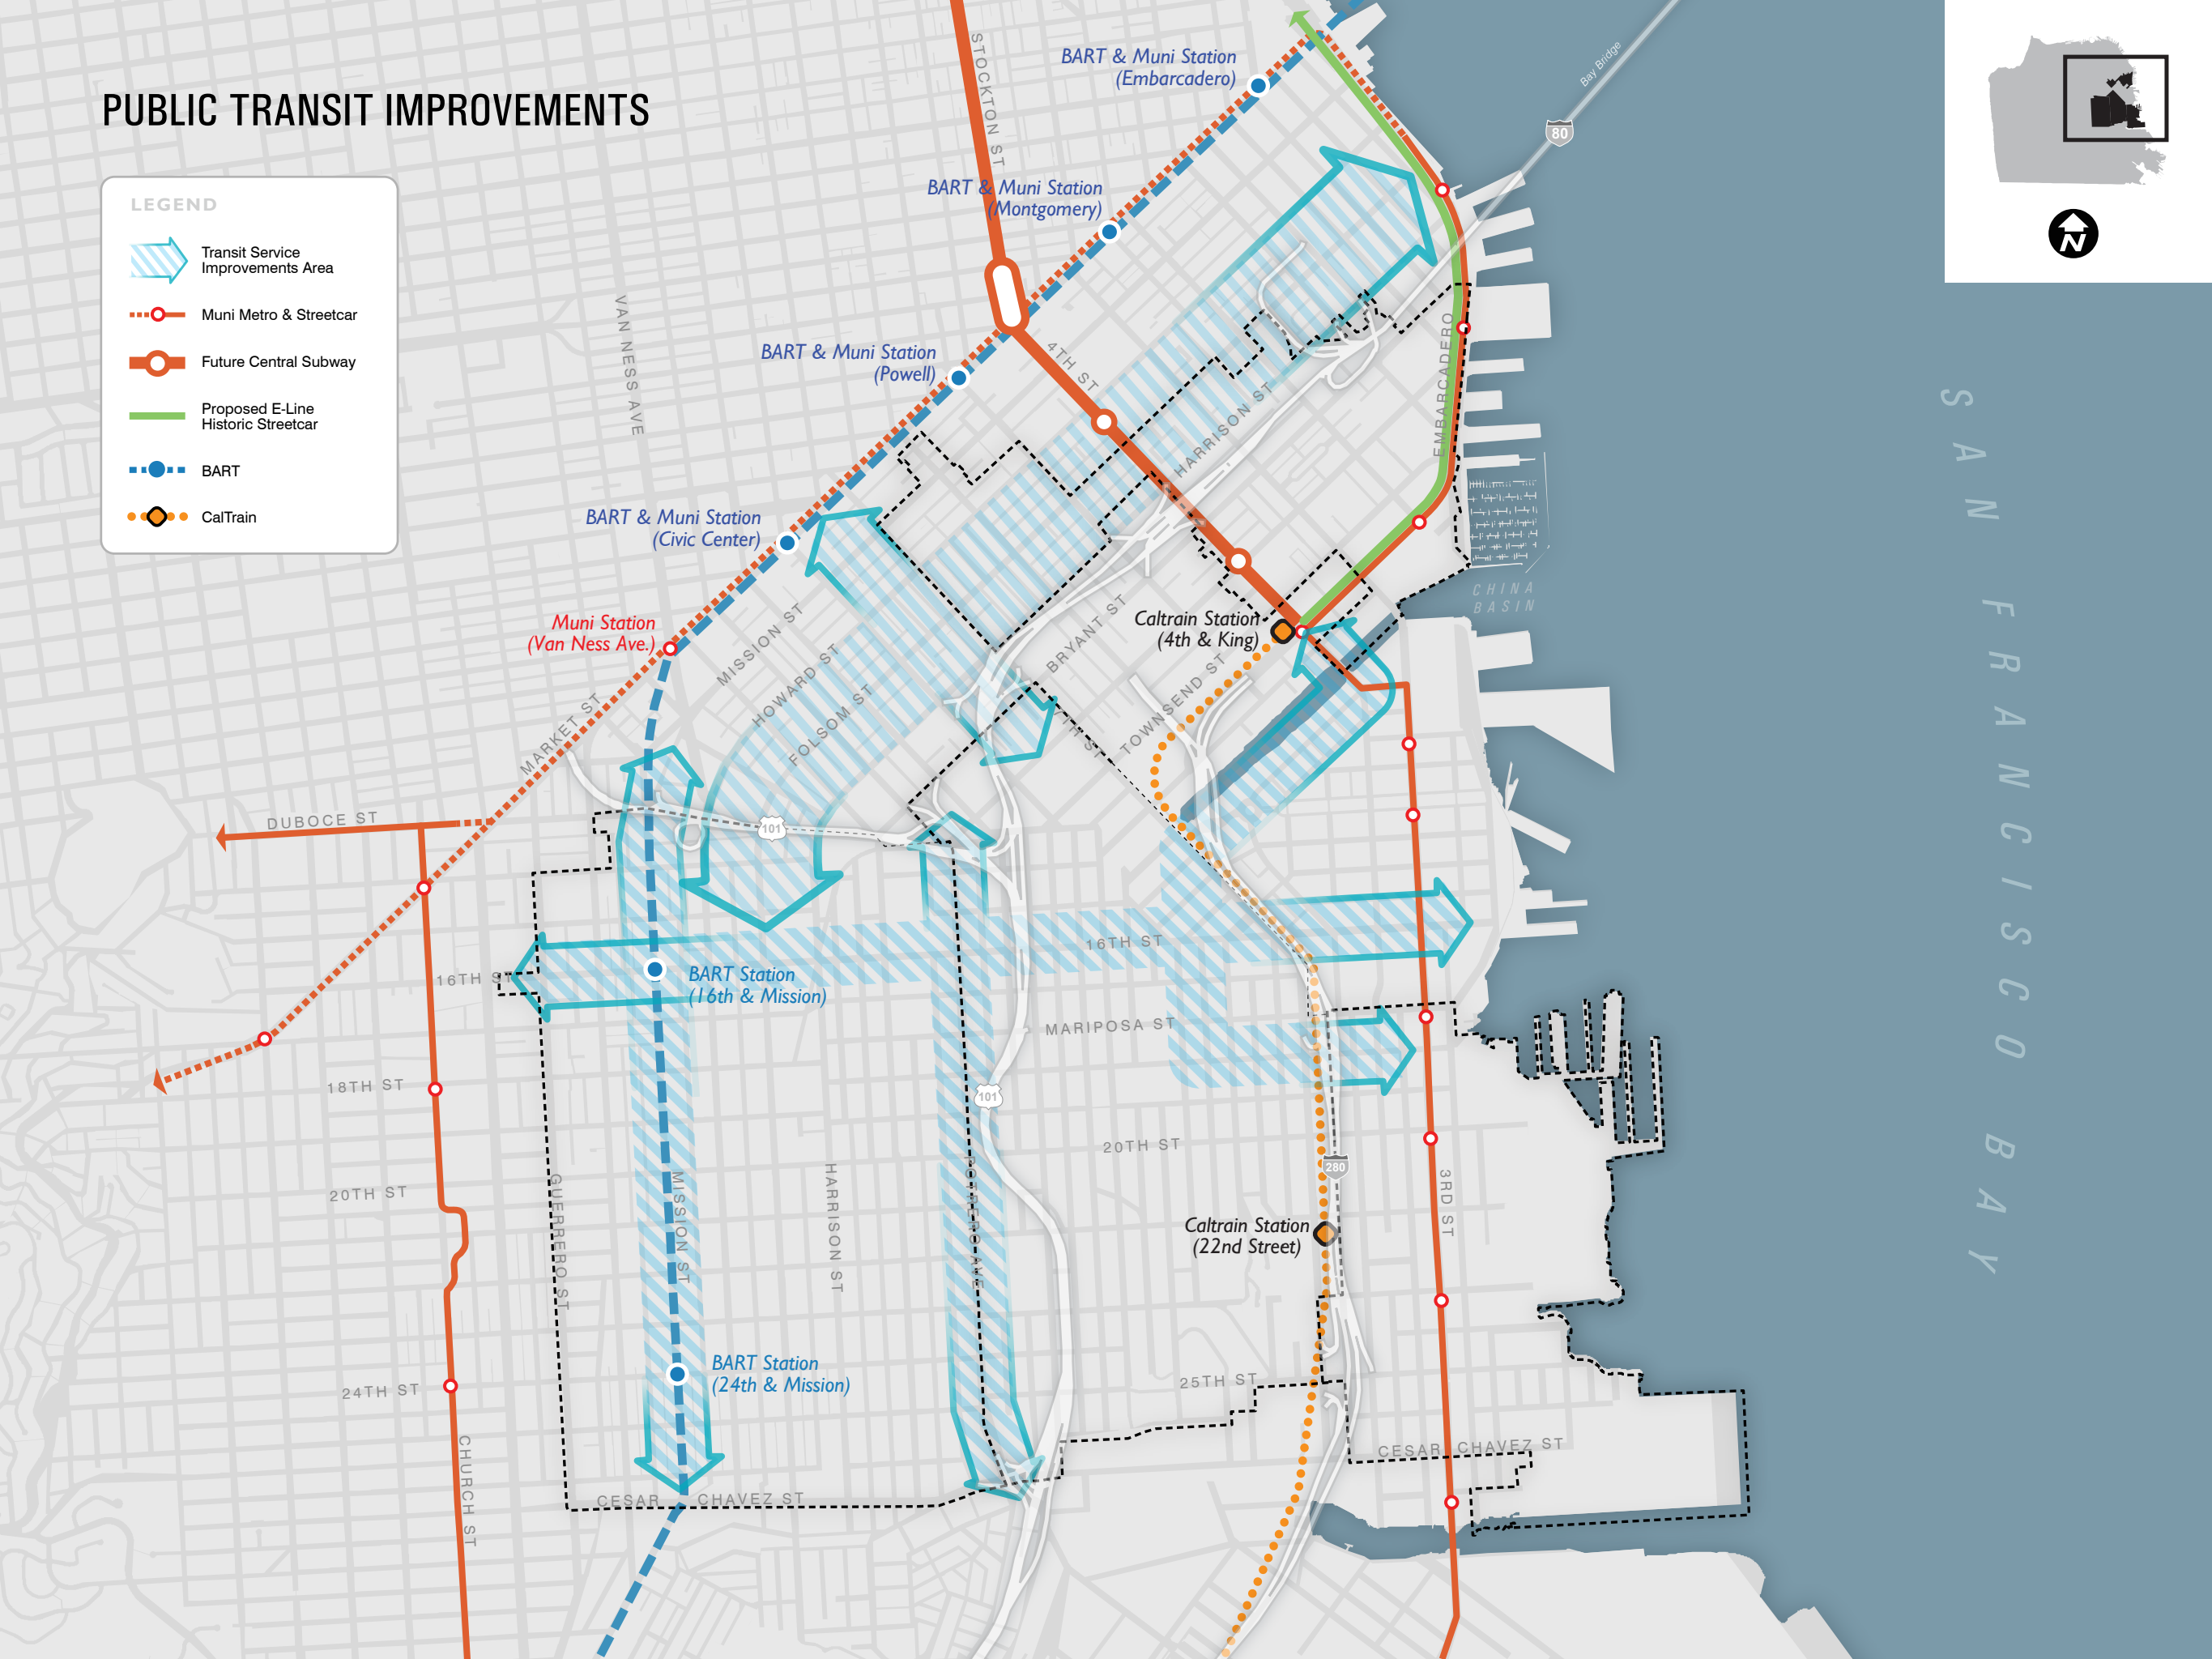 PUBLIC TRANSIT IMPROVEMENTS
LEGEND
Transit Service
Improvements Area
Muni Metro & Streetcar
Future Central Subway
Proposed E-Line
Historic Streetcar
BART
CalTrain
N
STOCKTON ST
BART & Muni Station
(Embarcadero)
Bay Bridge
80
BART & Muni Station
(Montgomery)
VAN NESS AVE
BART & Muni Station
(Powell)
4TH ST
HARRISON ST
EMBARCADERO
BART & Muni Station
(Civic Center)
CHINA
BASIN
SAN FRANCISCO BAY
Muni Station
(Van Ness Ave.)
MISSION ST
HOWARD ST
FOLSOM ST
BRYANT ST
Caltrain Station
(4th & King)
TOWNSEND ST
7TH ST
MARKET ST
DUBOCE ST
101
16TH ST
16TH ST
BART Station
(16th & Mission)
MARIPOSA ST
18TH ST
101
20TH ST
20TH ST
280
GUERRERO ST
MISSION ST
HARRISON ST
POTRERO AVE
3RD ST
Caltrain Station
(22nd Street)
BART Station
(24th & Mission)
24TH ST
25TH ST
CHURCH ST
CESAR CHAVEZ ST
CESAR CHAVEZ ST